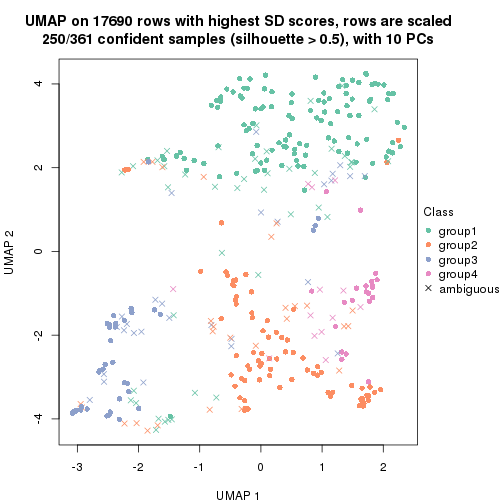 UMAP on 17690 rows with highest SD scores, rows are scaled
250/361 confident samples (silhouette > 0.5), with 10 PCs
4
2
0
-2
-4
UMAP 2
Class
group1
group2
group3
group4
ambiguous
-3
-2
-1
0
1
2
UMAP 1